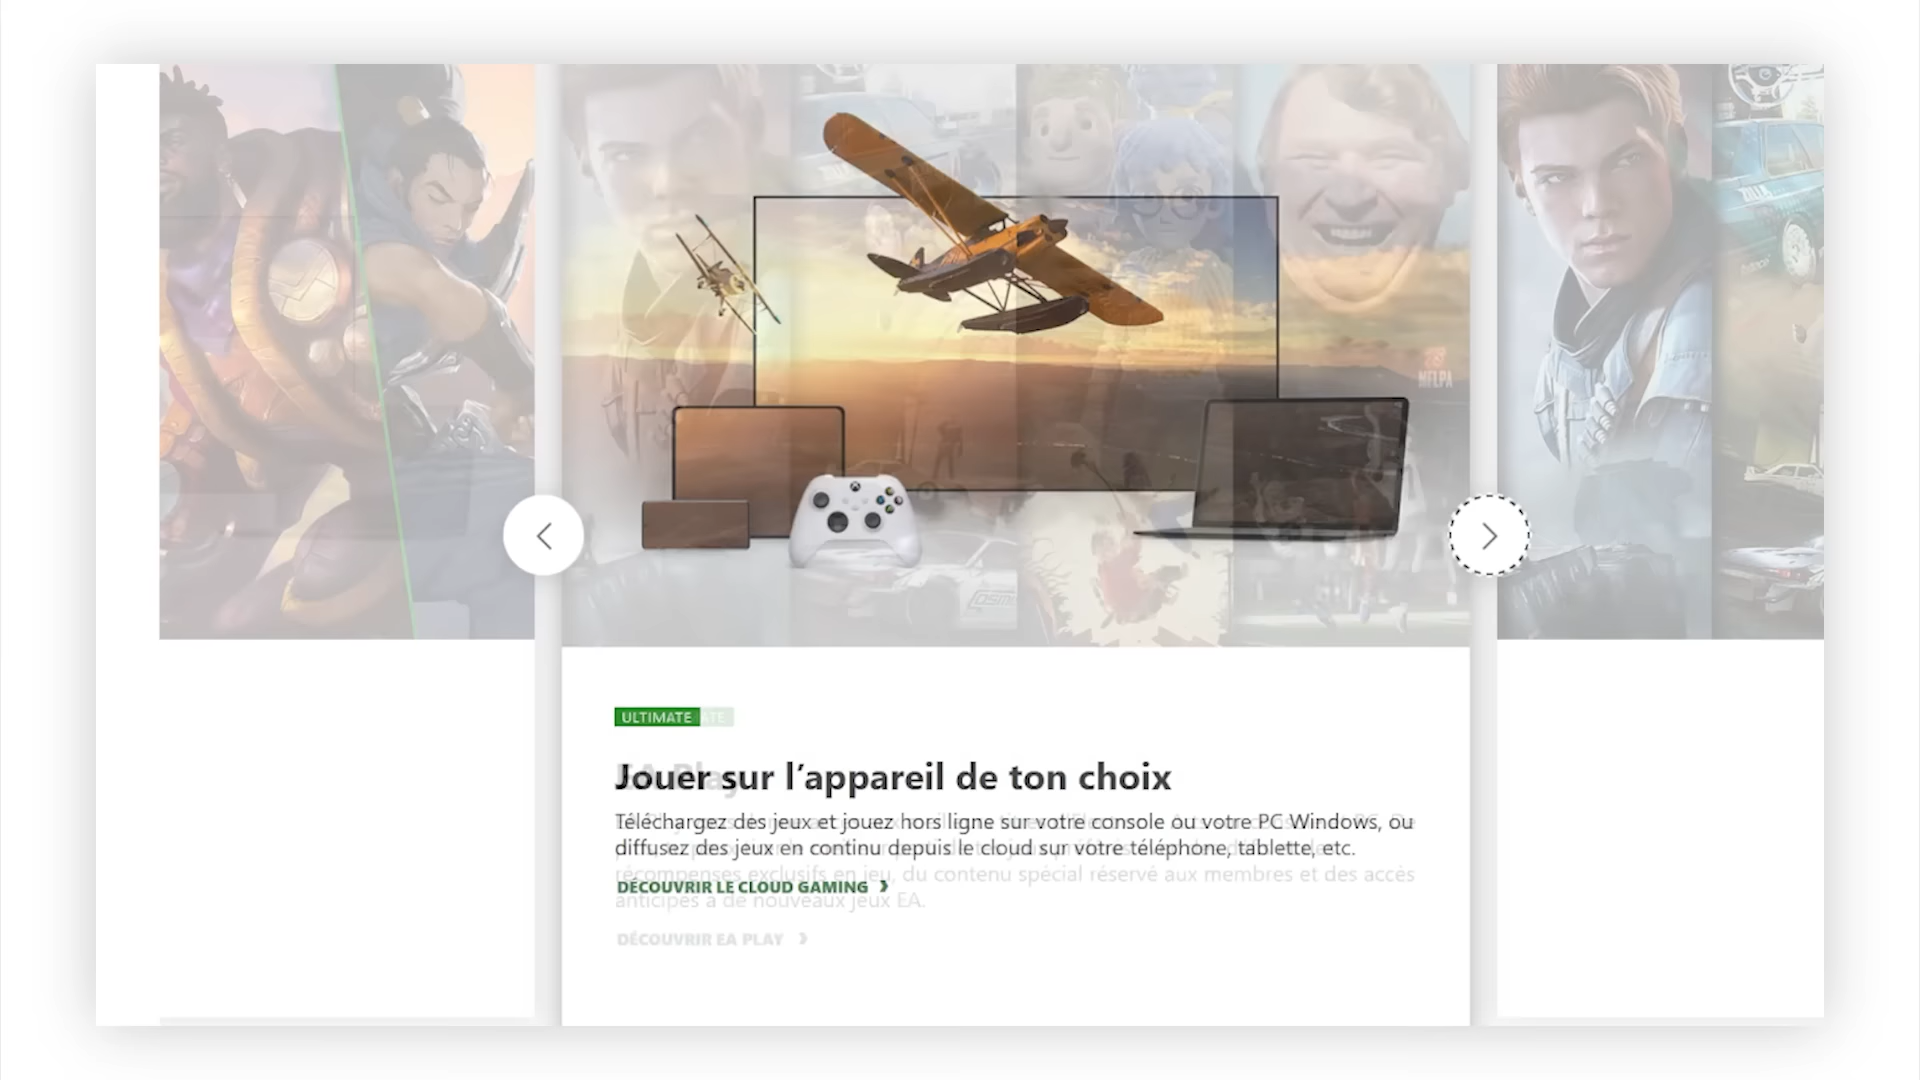 NFLPA
ULTIMATE
Jouer sur l'appareil de ton choix
EA Play
Téléchargez des jeux et jouez hors ligne sur votre console ou votre PC Windows, ou
diffusez des jeux en continu depuis le cloud sur votre téléphone, tablette, etc.
récompenses exclusifs en jeu, du contenu spécial réservé aux membres et des accès
DÉCOUVRIR LE CLOUD GAMING
anticipés à de nouveaux jeux EA.
DÉCOUVRIR EA PLAY